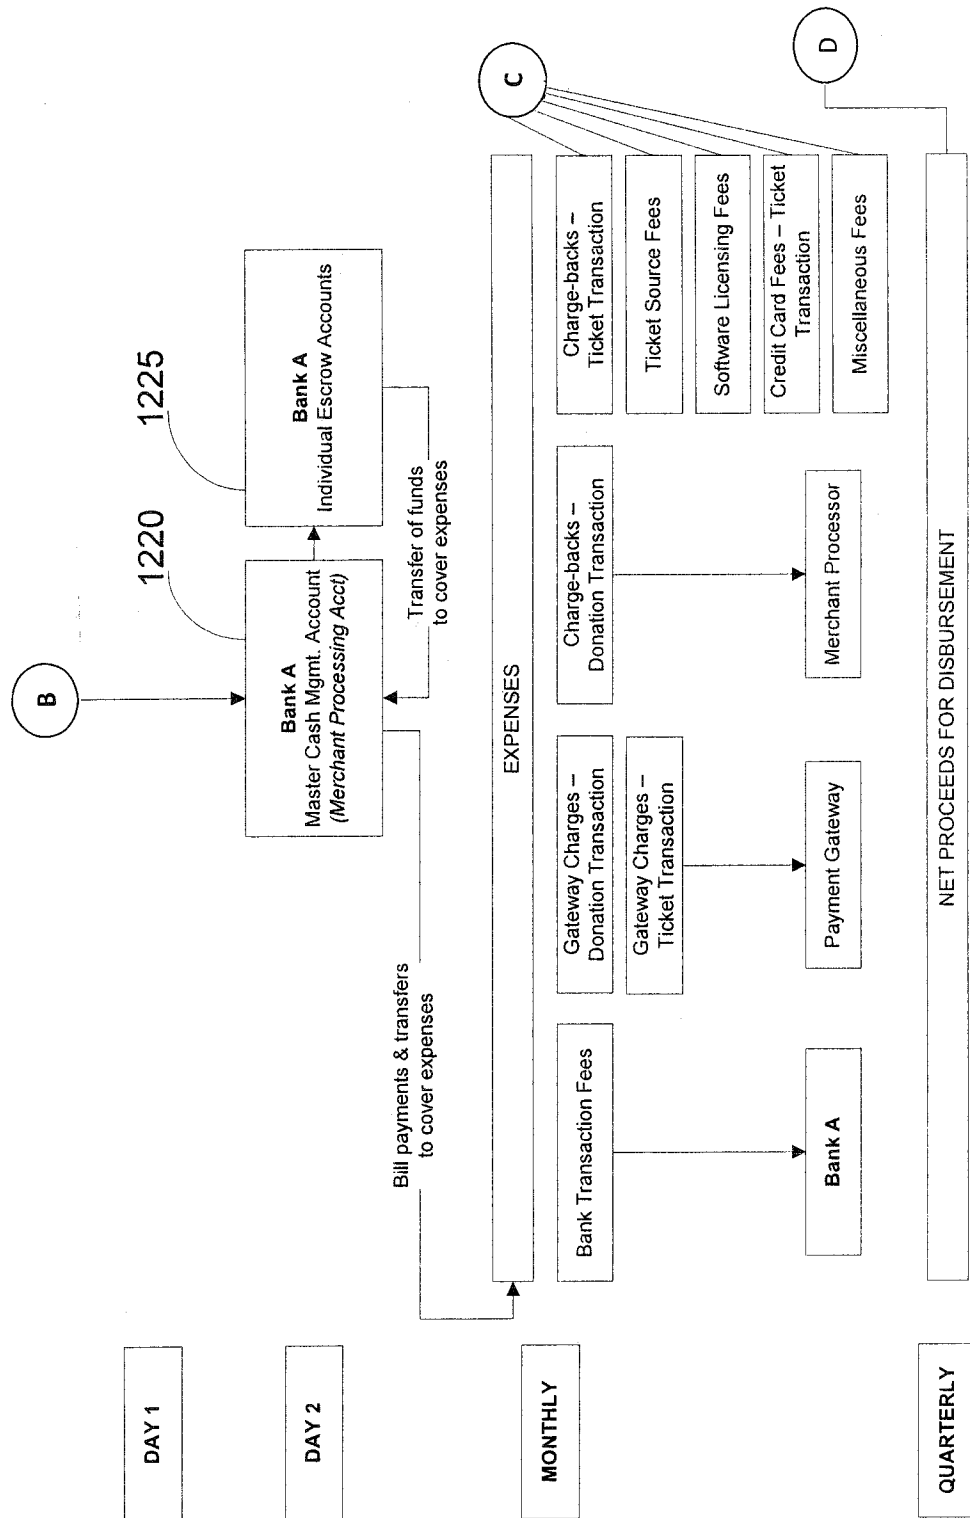 B
DAY 1
1220
1225
DAY 2
Bank A
Master Cash Mgmt. Account
(Merchant Processing Acct)
Bank A
Individual Escrow Accounts
Bill payments & transfers
to cover expenses
Transfer of funds
to cover expenses
C
MONTHLY
EXPENSES
Bank Transaction Fees
Gateway Charges –
Donation Transaction
Charge-backs –
Donation Transaction
Charge-backs –
Ticket Transaction
Gateway Charges –
Ticket Transaction
Ticket Source Fees
Software Licensing Fees
Credit Card Fees – Ticket
Transaction
Bank A
Payment Gateway
Merchant Processor
Miscellaneous Fees
D
QUARTERLY
NET PROCEEDS FOR DISBURSEMENT